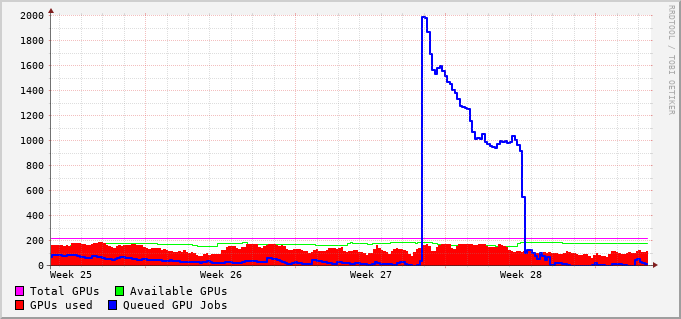 2000
1800
1600
1400
1200
1000
800
600
400
200
0
Week 25 Week 26 Week 27 Week 28
Total GPUs Available GPUs
GPUs used Queued GPU Jobs
RRDTOOL / TOBI OETIKER